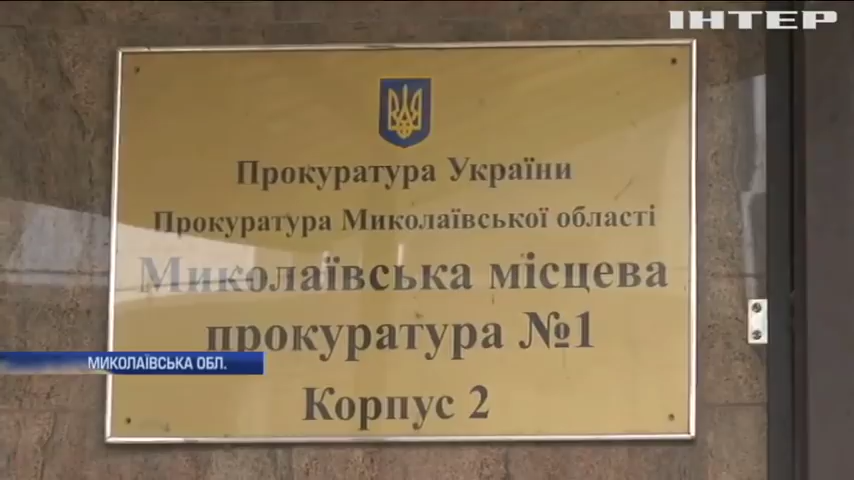 ІНТЕР
Прокуратура України
Прокуратура Миколаївської області
Миколаївська місцева
прокуратура №1
МИКОЛАЇВСЬКА ОБЛ.
Корпус 2